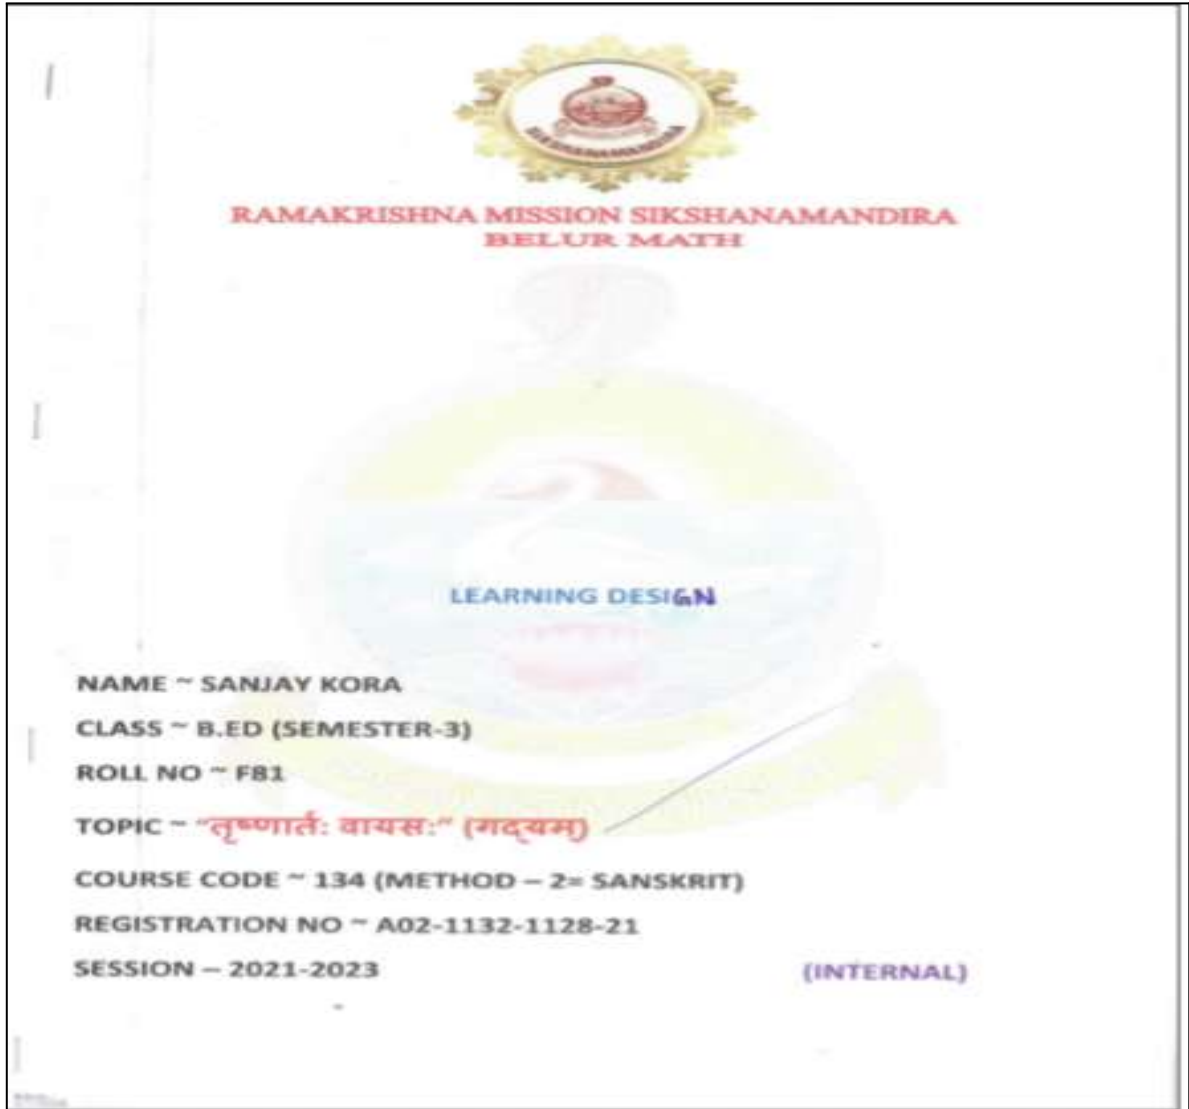 SIKSHANAMANDIRA
RAMAKRISHNA MISSION SIKSHANAMANDIRA
BELUR MATH
LEARNING DESIGN
NAME ~ SANJAY KORA
CLASS ~ B.ED (SEMESTER-3)
ROLL NO ~ F81
TOPIC ~ "तृष्णार्त: वायस:" (गद्यम्)
COURSE CODE ~ 134 (METHOD – 2= SANSKRIT)
REGISTRATION NO ~ A02-1132-1128-21
SESSION – 2021-2023 (INTERNAL)